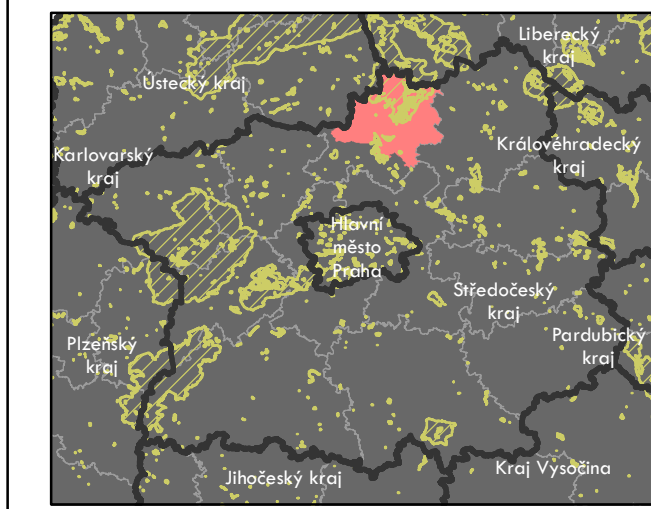 Liberecký
kraj
Ústecký kraj
Karlovarský
kraj
Královéhradecký
kraj
Hlavní
město
Praha
Středočeský
kraj
Plzeňský
kraj
Pardubický
kraj
Jihočeský kraj
Kraj Vysočina